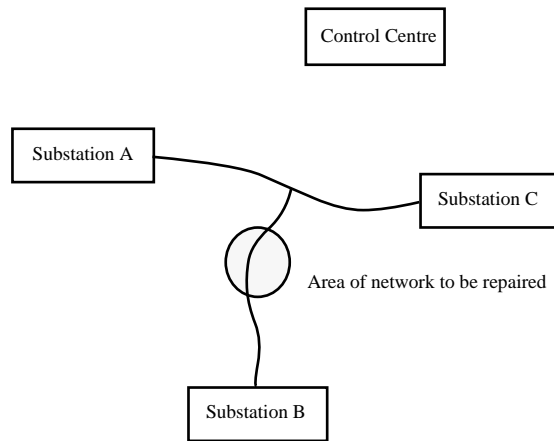 Control Centre
Substation A
Substation C
Area of network to be repaired
Substation B